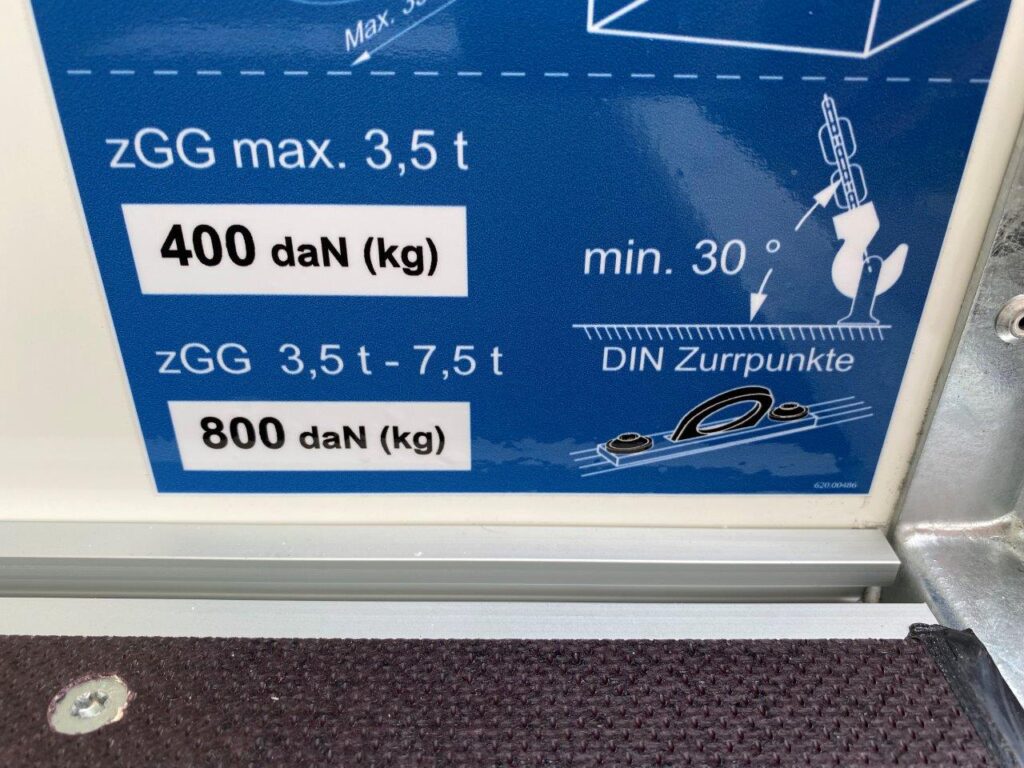 Max.
zGG max. 3,5 t
400 daN (kg)
min. 30 °
zGG 3,5 t - 7,5 t
DIN Zurrpunkte
800 daN (kg)
620.00486